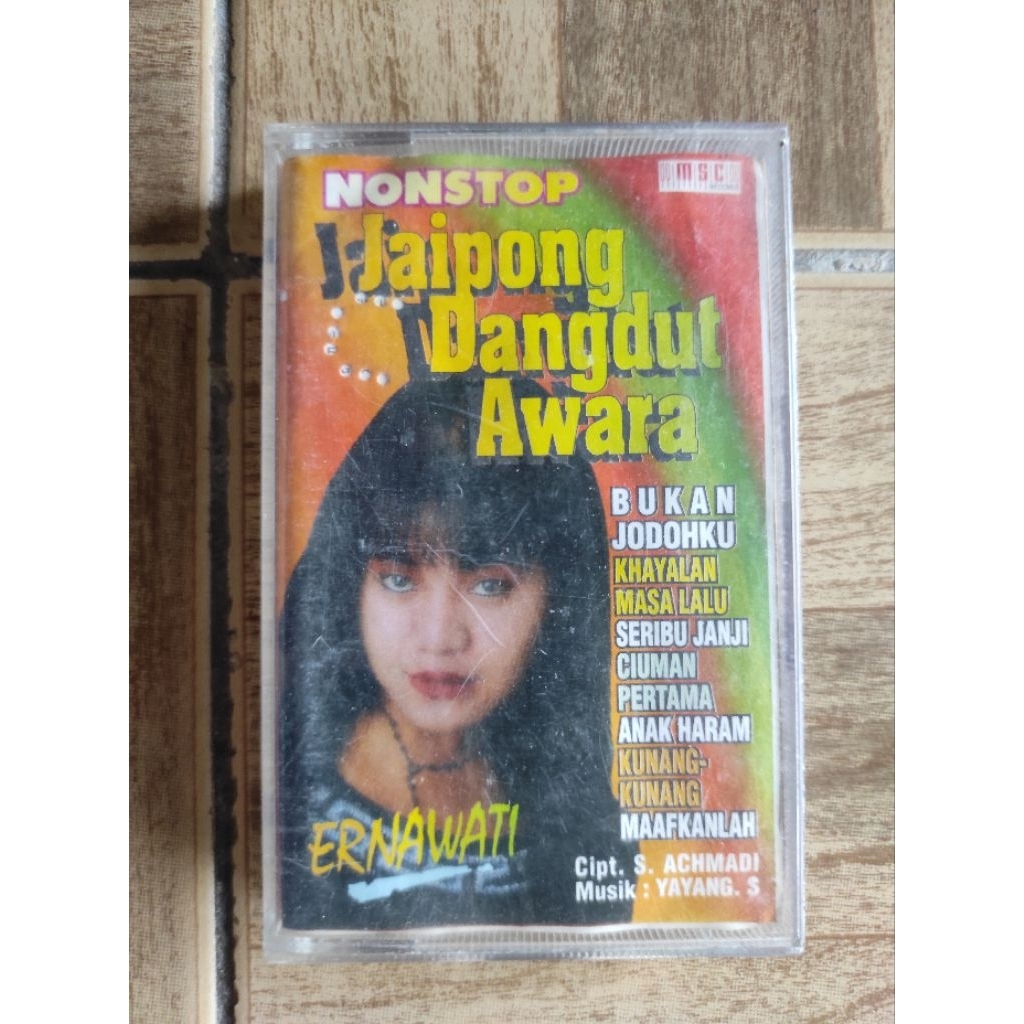 NONSTOP
MSC
Jaipong
Dangdut
Awara
BUKAN
JODOHKU
KHAYALAN
MASA LALU
SERIBU JANJI
CIUMAN
PERTAMA
ANAK HARAM
KUNANG-
KUNANG
MAAFKANLAH
ERNAWATI
Cipt. S. ACHMADI
Musik : YAYANG. S